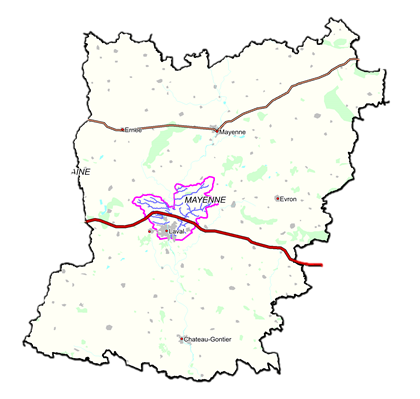 Ernée
Mayenne
AINE
MAYENNE
Evron
Laval
Chateau-Gontier